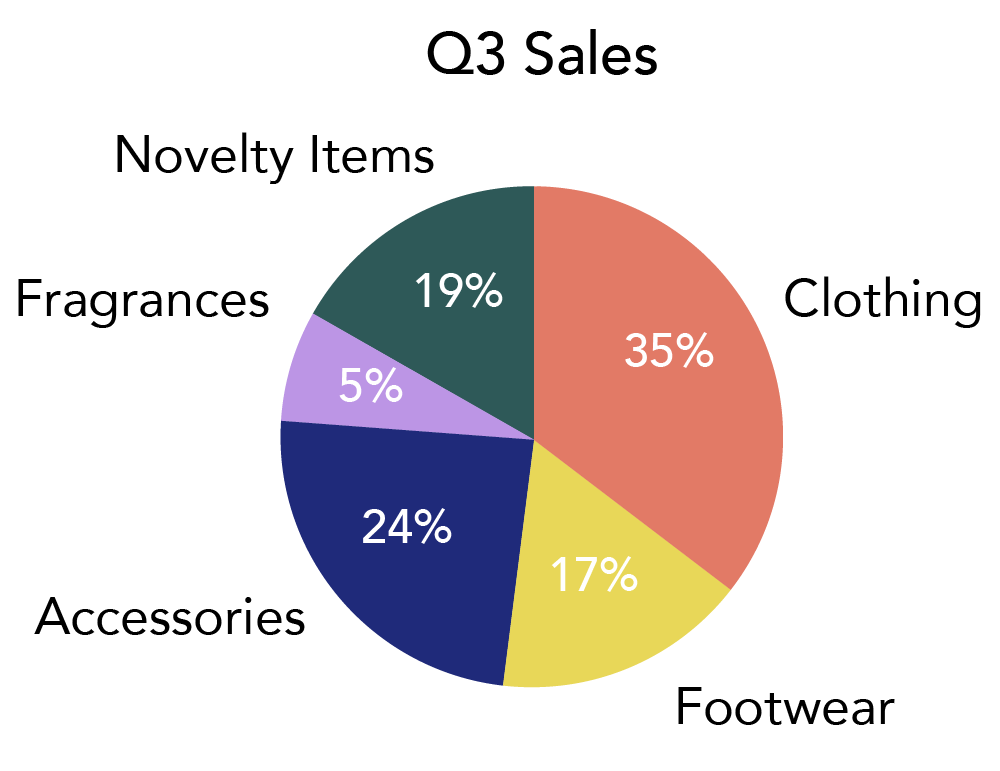 Q3 Sales
Novelty Items
19%
Fragrances
5%
Clothing
35%
24%
17%
Accessories
Footwear